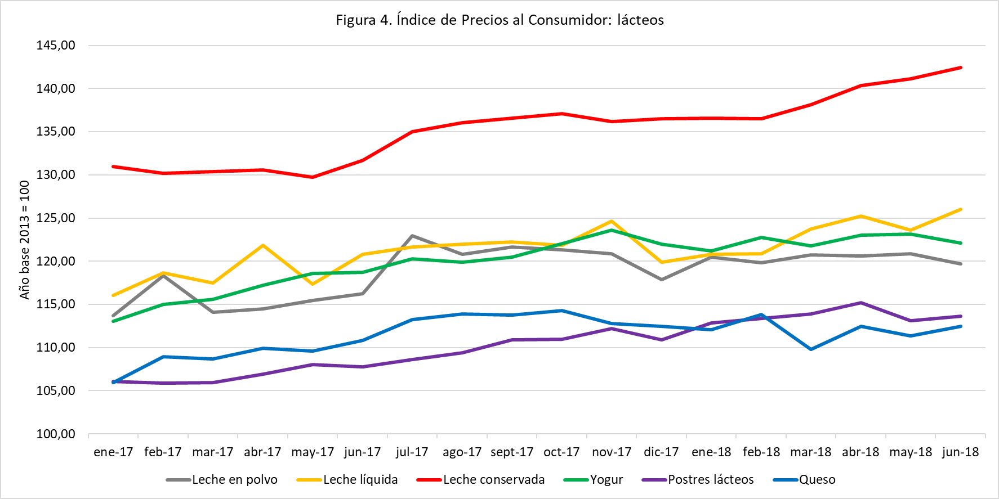 Figura 4. Índice de Precios al Consumidor: lácteos
145,00
140,00
135,00
130,00
125,00
120,00
115,00
110,00
105,00
100,00
Año base 2013 = 100
ene-17 feb-17 mar-17 abr-17 may-17 jun-17 jul-17 ago-17 sept-17 oct-17 nov-17 dic-17 ene-18 feb-18 mar-18 abr-18 may-18 jun-18
Leche en polvo Leche líquida Leche conservada Yogur Postres lácteos Queso